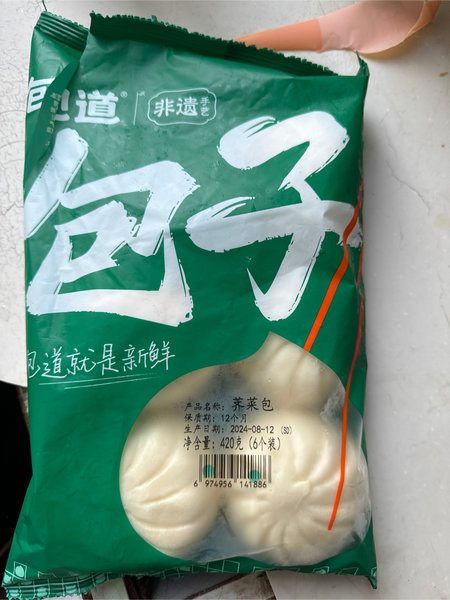 包道®
非遗手艺
包子
包道就是新鲜
产品名称: 荠菜包
保质期: 12个月
生产日期: 2024-08-12 (SD)
净含量: 420克 (6个装)
6 974956 141886